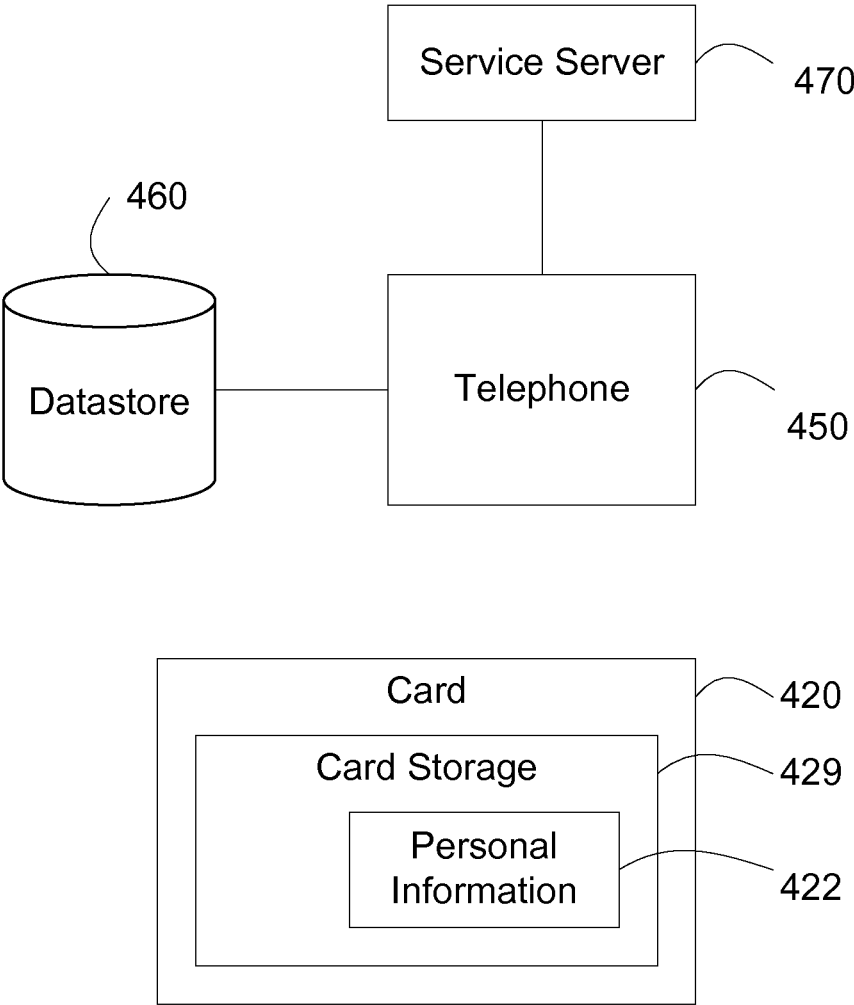 Service Server
470
460
Datastore
Telephone
450
Card
420
Card Storage
429
Personal
Information
422